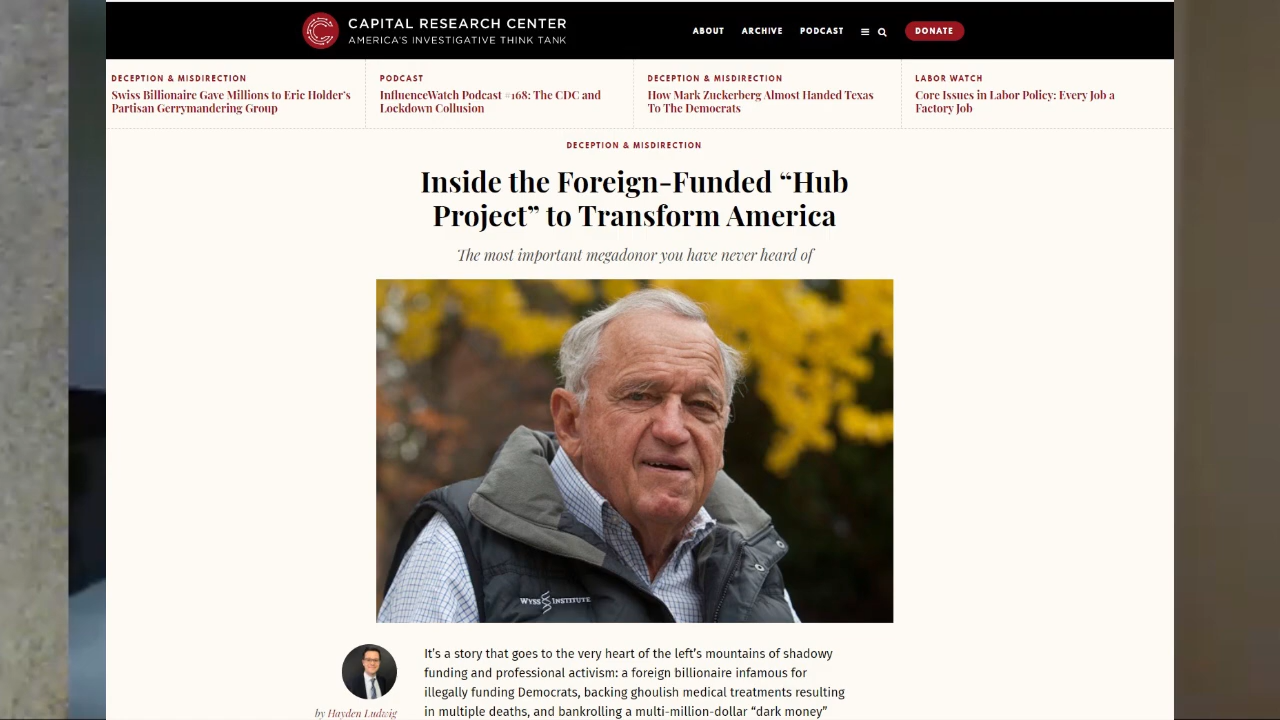 CAPITAL RESEARCH CENTER
AMERICA'S INVESTIGATIVE THINK TANK
ABOUT ARCHIVE PODCAST DONATE
DECEPTION & MISDIRECTION
Swiss Billionaire Gave Millions to Eric Holder's
Partisan Gerrymandering Group
PODCAST
InfluenceWatch Podcast #168: The CDC and
Lockdown Collusion
DECEPTION & MISDIRECTION
How Mark Zuckerberg Almost Handed Texas
To The Democrats
LABOR WATCH
Core Issues in Labor Policy: Every Job a
Factory Job
DECEPTION & MISDIRECTION
Inside the Foreign-Funded “Hub
Project” to Transform America
The most important megadonor you have never heard of
WYSS INSTITUTE
by Hayden Ludwig
It’s a story that goes to the very heart of the left’s mountains of shadowy
funding and professional activism: a foreign billionaire infamous for
illegally funding Democrats, backing ghoulish medical treatments resulting
in multiple deaths, and bankrolling a multi-million-dollar “dark money”